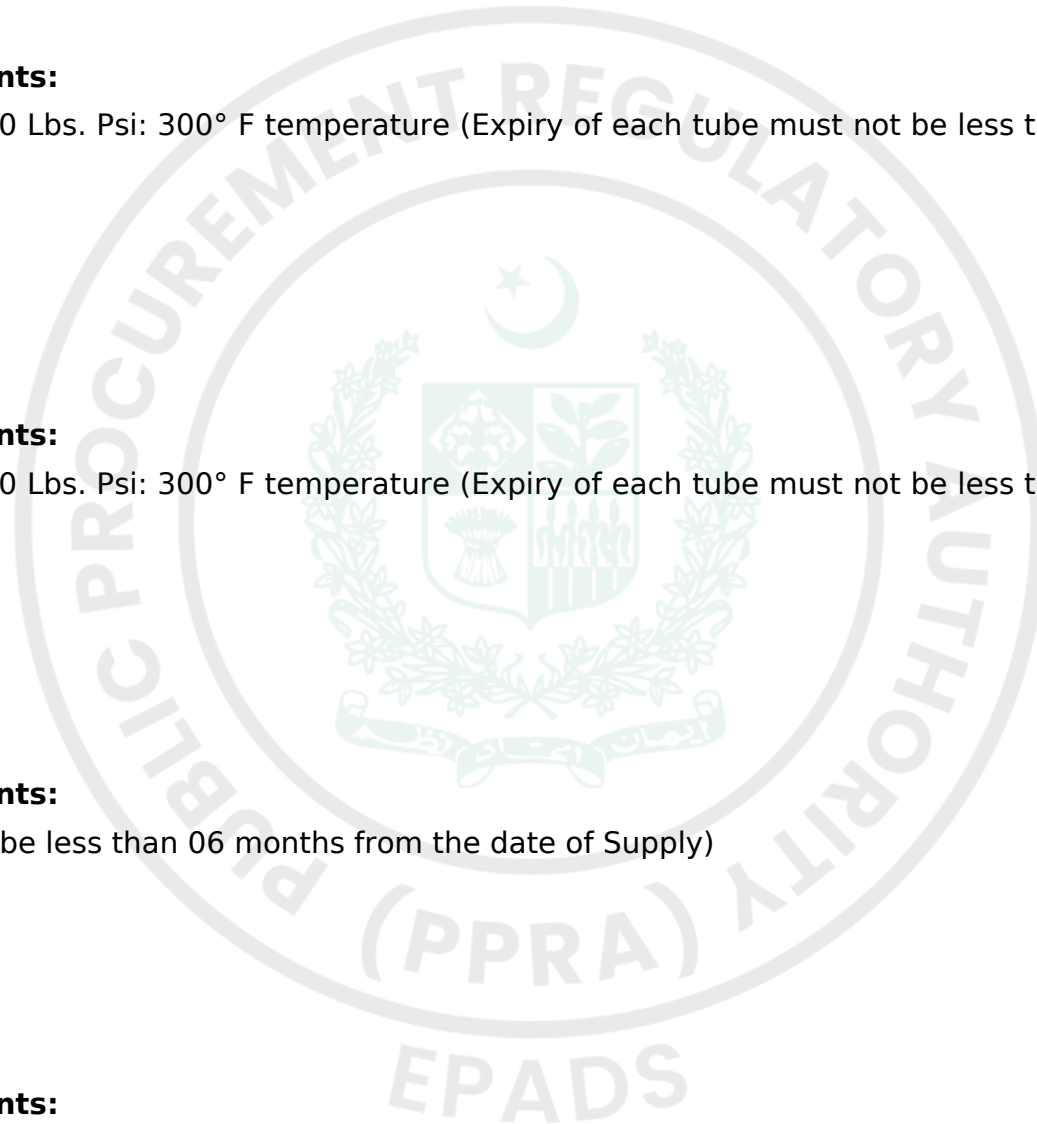 nts:
0 Lbs. Psi: 300° F temperature (Expiry of each tube must not be less t
nts:
0 Lbs. Psi: 300° F temperature (Expiry of each tube must not be less t
nts:
be less than 06 months from the date of Supply)
nts:
PUBLIC PROCUREMENT REGULATORY AUTHORITY
(PPRA)
EPADS